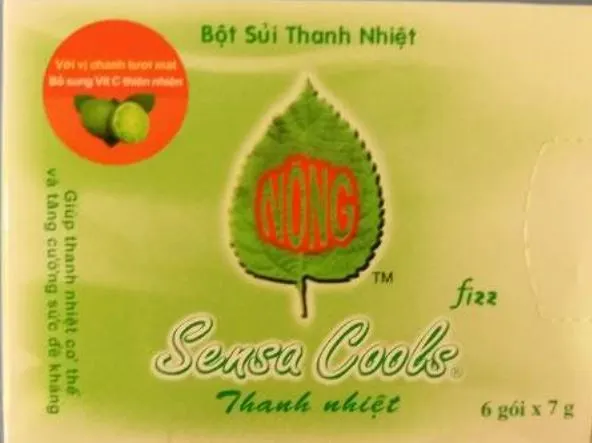 Bột Sủi Thanh Nhiệt
Với vị chanh tươi mát
Bổ sung Vit C thiên nhiên
NÓNG
TM
Giúp thanh nhiệt cơ thể
và tăng cường sức đề kháng
fizz
Sensa Cools®
Thanh nhiệt
6 gói x 7 g